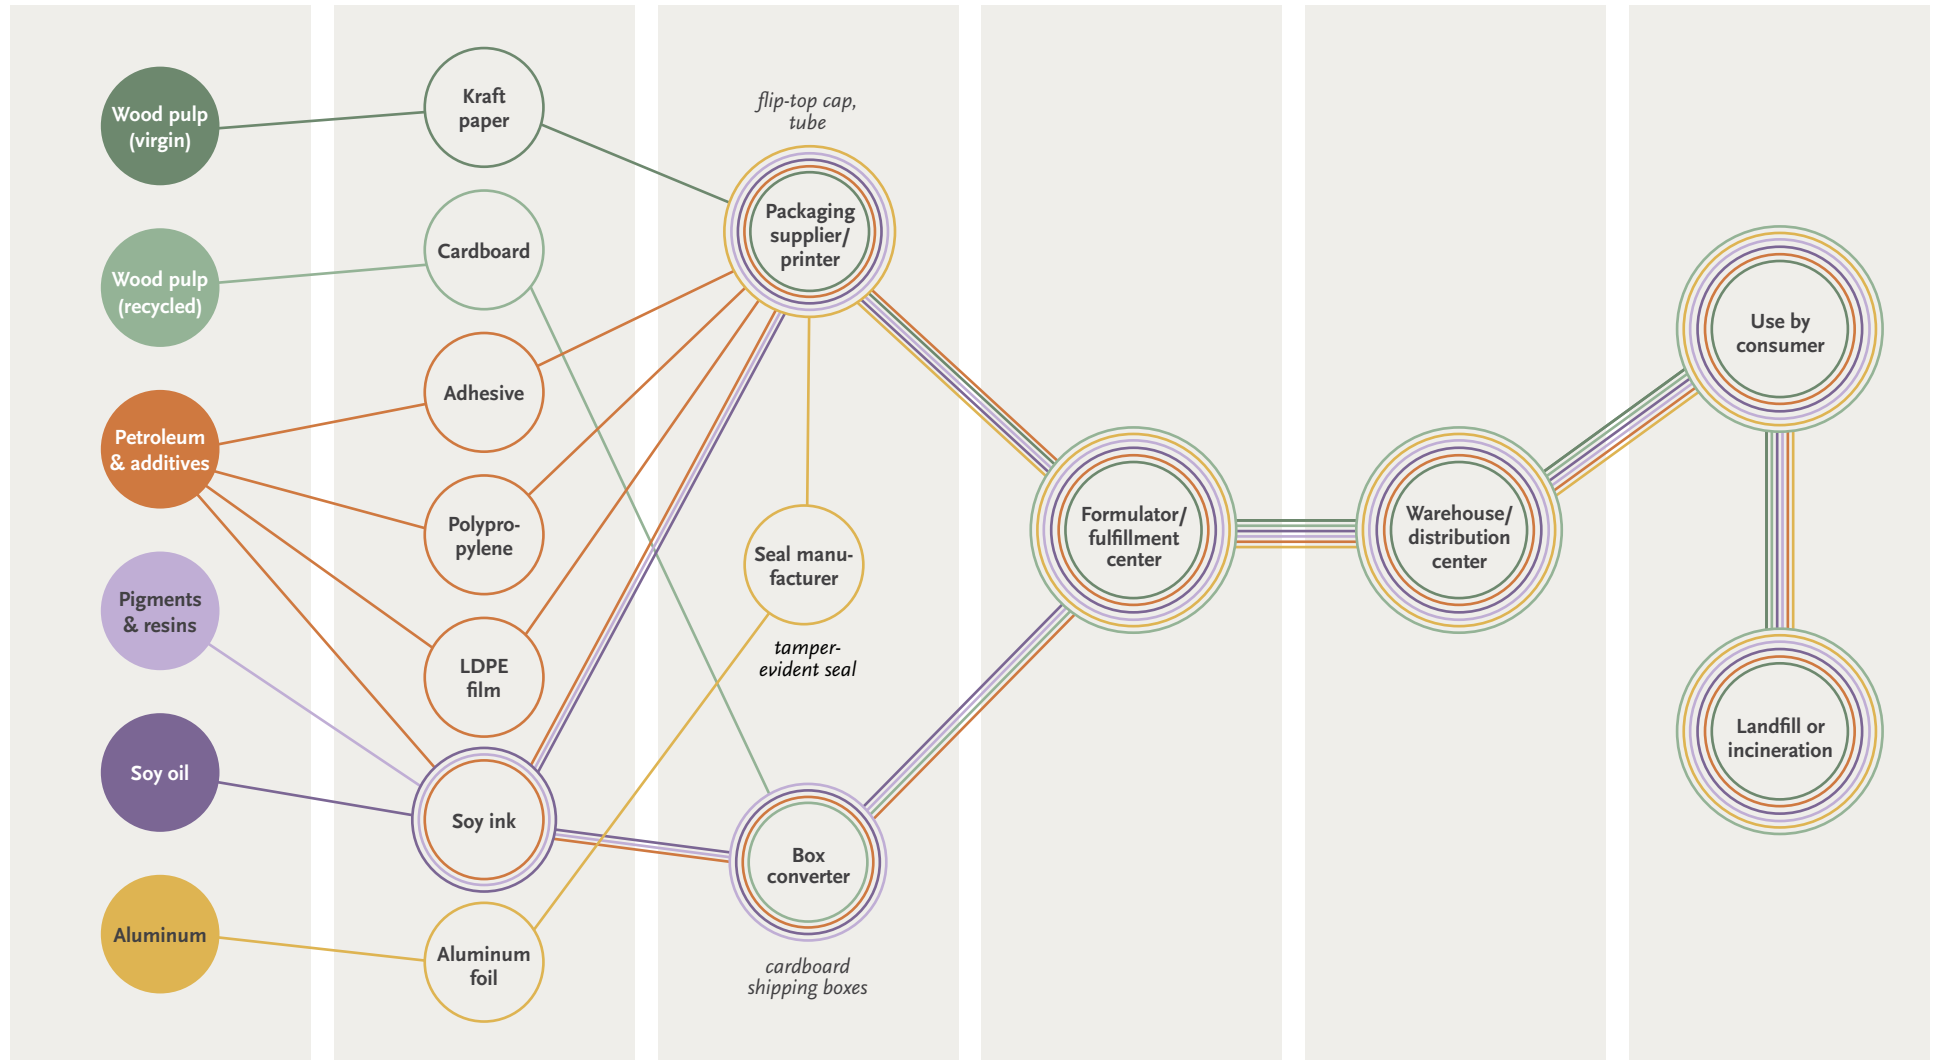 Wood pulp
(virgin)
Wood pulp
(recycled)
Petroleum
& additives
Pigments
& resins
Soy oil
Aluminum
Kraft
paper
Cardboard
Adhesive
Polypro-
pylene
LDPE
film
Soy ink
Aluminum
foil
flip-top cap,
tube
Packaging
supplier/
printer
Seal manu-
facturer
tamper-
evident seal
Box
converter
cardboard
shipping boxes
Formulator/
fulfillment
center
Warehouse/
distribution
center
Use by
consumer
Landfill or
incineration